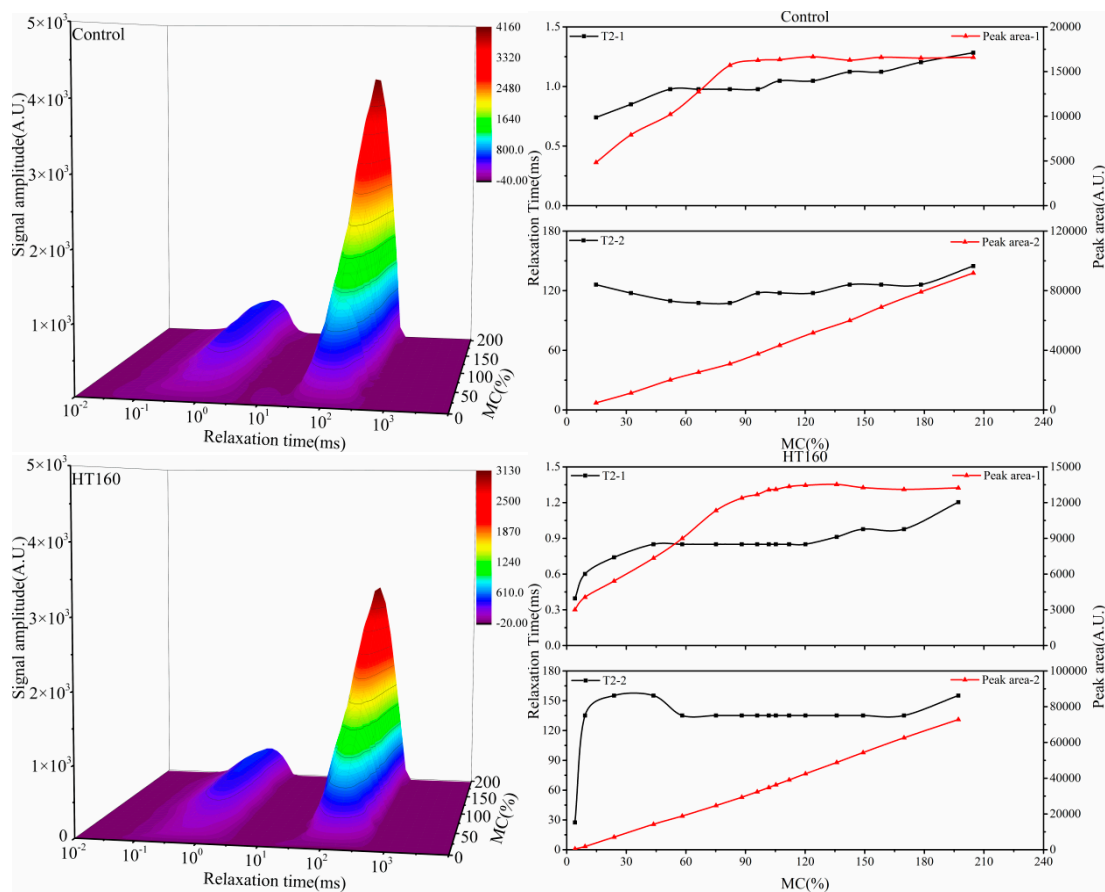 Control
Signal amplitude(A.U.)
5×10³
4×10³
3×10³
2×10³
1×10³
0
10⁻² 10⁻¹ 10⁰ 10¹ 10² 10³
Relaxation time(ms)
0 50 100 150 200
MC(%)
4160
3320
2480
1640
800.0
-40.00
Control
T2-1 Peak area-1
1.5
1.0
0.5
0.0
20000
15000
10000
5000
0
Relaxation Time(ms)
Peak area(A.U.)
T2-2 Peak area-2
180
120
60
0
120000
80000
40000
0
0 30 60 90 120 150 180 210 240
MC(%)
HT160
Signal amplitude(A.U.)
5×10³
4×10³
3×10³
2×10³
1×10³
0
10⁻² 10⁻¹ 10⁰ 10¹ 10² 10³
Relaxation time(ms)
0 50 100 150 200
MC(%)
3130
2500
1870
1240
610.0
-20.00
HT160
T2-1 Peak area-1
1.5
1.2
0.9
0.6
0.3
0.0
15000
12000
9000
6000
3000
0
Relaxation Time(ms)
Peak area(A.U.)
T2-2 Peak area-2
180
150
120
90
60
30
0
100000
80000
60000
40000
20000
0
0 30 60 90 120 150 180 210 240
MC(%)